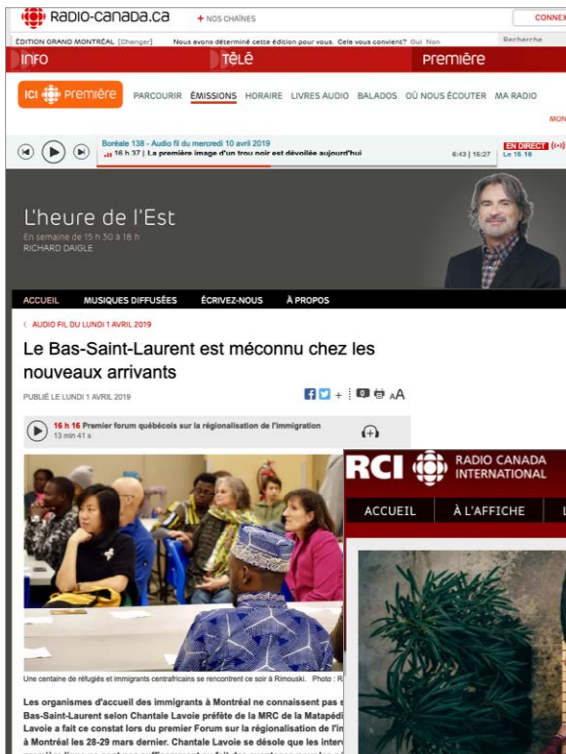 RADIO-CANADA.CA
+ NOS CHAÎNES
CONNEX
ÉDITION GRAND MONTRÉAL [Changer] Nous avons déterminé cette édition pour vous. Cela vous convient? Oui Non
Recherche
INFO TÉLÉ PREMIÈRE
ICI PREMIÈRE PARCOURIR ÉMISSIONS HORAIRE LIVRES AUDIO BALADOS OÙ NOUS ÉCOUTER MA RADIO
MON
Boréale 138 - Audio fil du mercredi 10 avril 2019
16 h 37 | La première image d'un trou noir est dévoilée aujourd'hui
6:43 | 15:27
EN DIRECT
Le 15-18
L'heure de l'Est
En semaine de 15 h 30 à 18 h
RICHARD DAIGLE
ACCUEIL MUSIQUES DIFFUSÉES ÉCRIVEZ-NOUS À PROPOS
AUDIO FIL DU LUNDI 1 AVRIL 2019
Le Bas-Saint-Laurent est méconnu chez les
nouveaux arrivants
PUBLIÉ LE LUNDI 1 AVRIL 2019
+ AA
16 h 16 Premier forum québécois sur la régionalisation de l'immigration
13 min 41 s
RCI RADIO CANADA
INTERNATIONAL
ACCUEIL À L'AFFICHE L
Une centaine de réfugiés et immigrants centrafricains se rencontrent ce soir à Rimouski. Photo : R
Les organismes d'accueil des immigrants à Montréal ne connaissent pas s
Bas-Saint-Laurent selon Chantale Lavoie préfète de la MRC de la Matapédi
Lavoie a fait ce constat lors du premier Forum sur la régionalisation de l'im
à Montréal les 28-29 mars dernier. Chantale Lavoie se désole que les interv